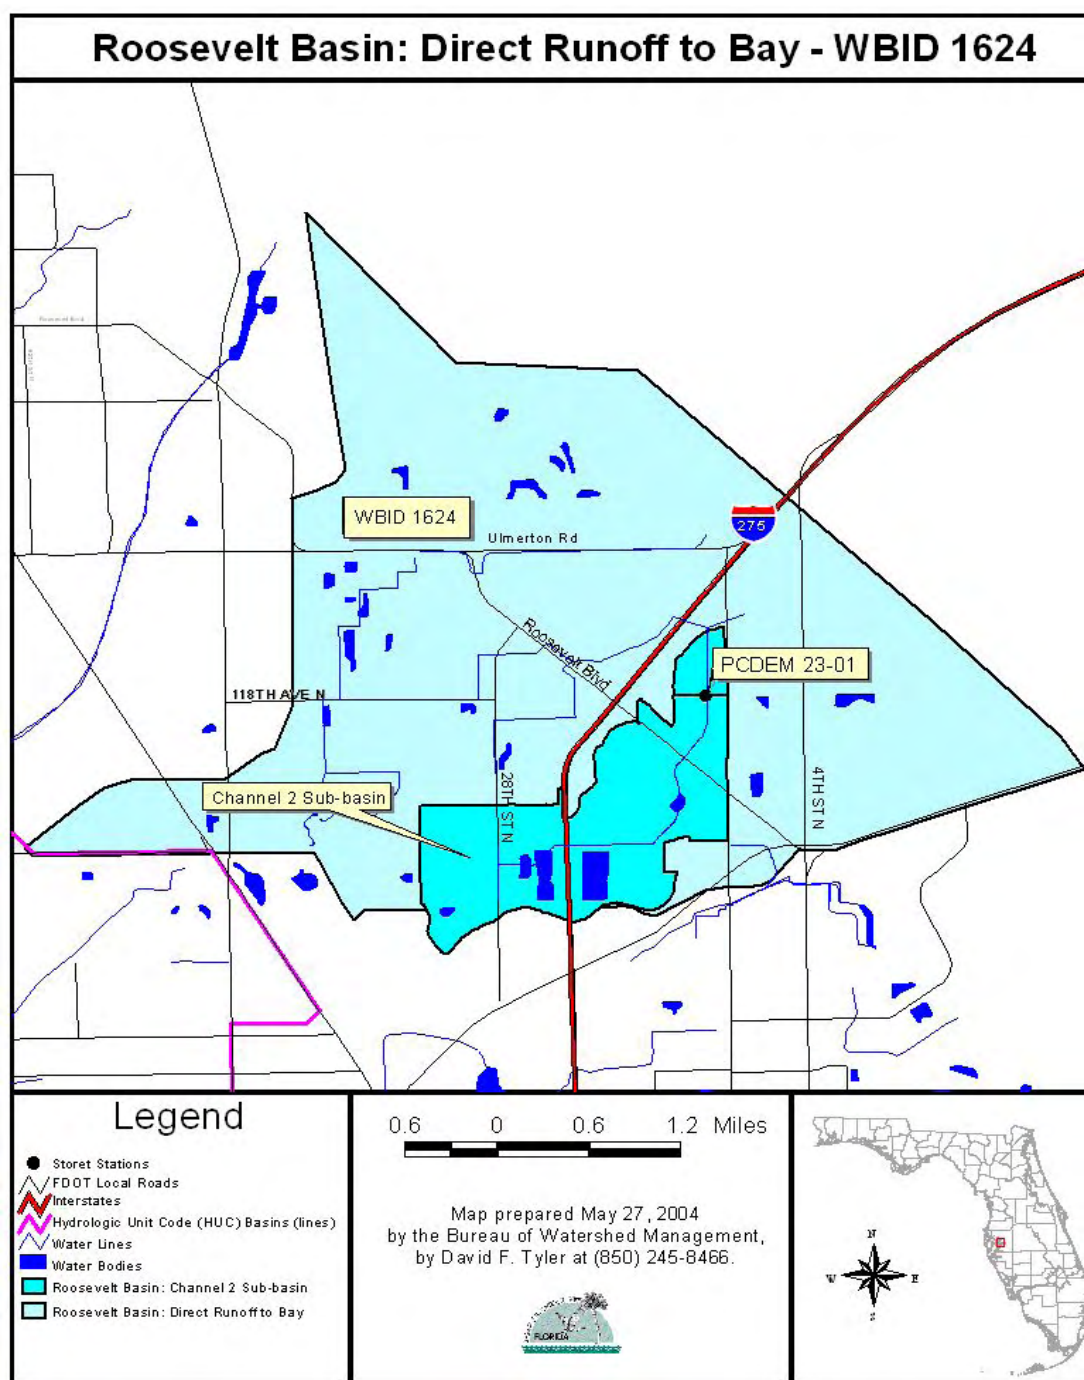 Roosevelt Basin: Direct Runoff to Bay - WBID 1624
Roosevelt Blvd
WBID 1624
275
Ulmerton Rd
Roosevelt Blvd
PCDEM 23-01
118TH AVE N
Channel 2 Sub-basin
28TH ST N
4TH ST N
Legend
Storet Stations
FDOT Local Roads
Interstates
Hydrologic Unit Code (HUC) Basins (lines)
Water Lines
Water Bodies
Roosevelt Basin: Channel 2 Sub-basin
Roosevelt Basin: Direct Runoff to Bay
0.6 0 0.6 1.2 Miles
Map prepared May 27, 2004
by the Bureau of Watershed Management,
by David F. Tyler at (850) 245-8466.
FLORIDA
N
W E
S